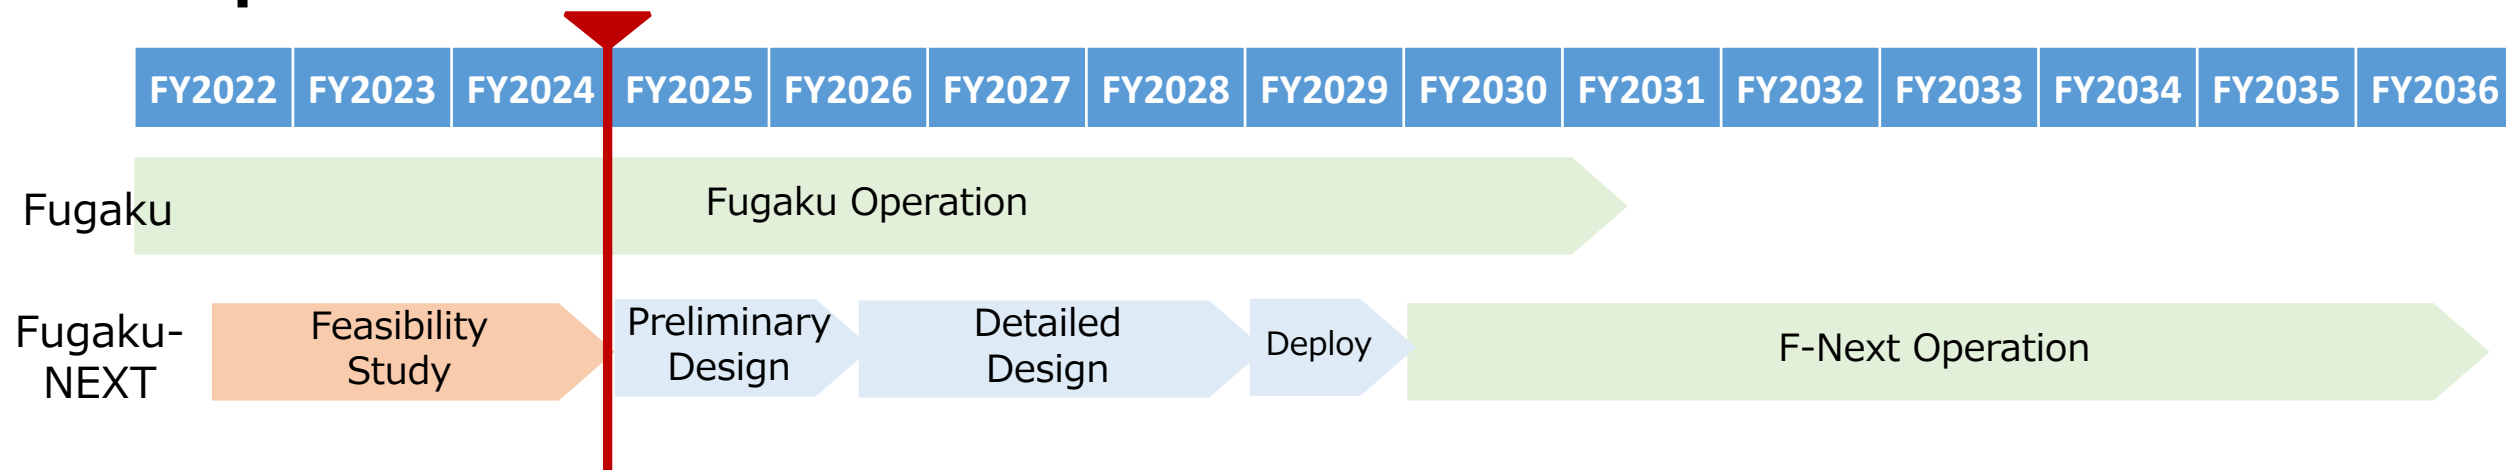 FY2022 FY2023 FY2024 FY2025 FY2026 FY2027 FY2028 FY2029 FY2030 FY2031 FY2032 FY2033 FY2034 FY2035 FY2036
Fugaku
Fugaku Operation
Fugaku-
NEXT
Feasibility
Study
Preliminary
Design
Detailed
Design
Deploy
F-Next Operation